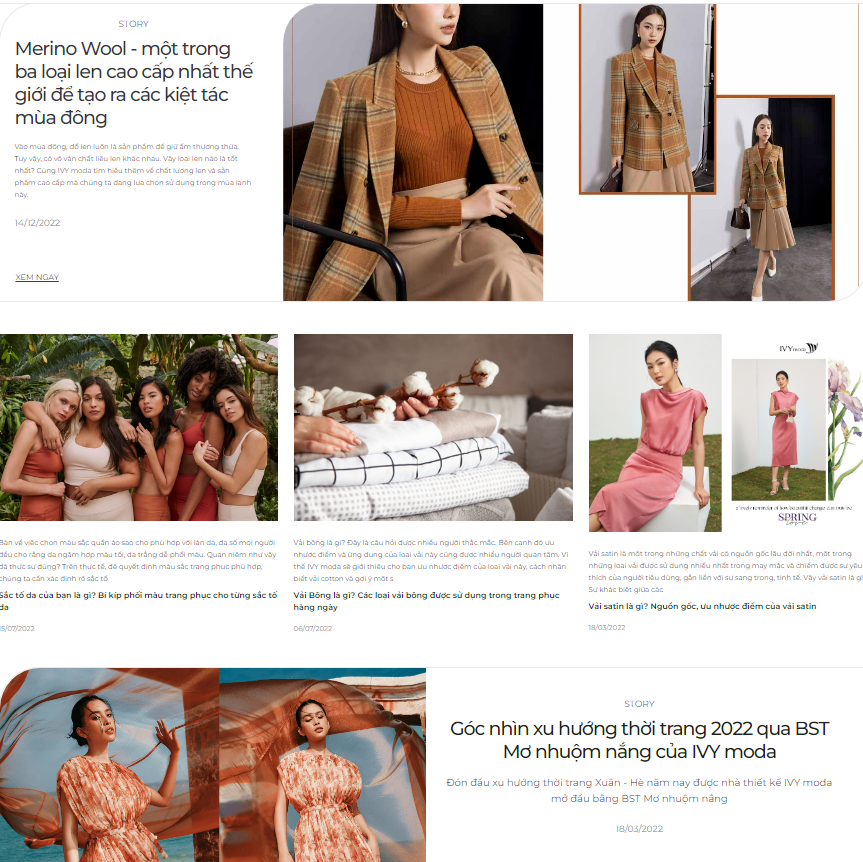 STORY
Merino Wool - một trong
ba loại len cao cấp nhất thế
giới để tạo ra các kiệt tác
mùa đông
Vào mùa đông, đồ len luôn là sản phẩm để giữ ấm thương thừa.
Tuy vậy, có vô vàn chất liệu len khác nhau. Vậy loại len nào là tốt
nhất? Cùng IVY moda tìm hiểu thêm về chất lượng len và sản
phẩm cao cấp mà chúng ta đang lựa chọn sử dụng trong mùa lạnh
này.
14/12/2022
XEM NGAY
Bàn về việc chọn màu sắc quần áo sao cho phù hợp với làn da, đa số mọi người
đều cho rằng da ngăm hợp màu tối, da trắng dễ phối màu. Quan niệm như vậy
đã thực sự đúng? Trên thực tế, để quyết định màu sắc trang phục phù hợp,
chúng ta cần xác định rõ sắc tố
Sắc tố da của bạn là gì? Bí kíp phối màu trang phục cho từng sắc tố
da
15/07/2022
Vải bông là gì? Đây là câu hỏi được nhiều người thắc mắc. Bên cạnh đó ưu
nhược điểm và ứng dụng của loại vải này cũng được nhiều người quan tâm. Vì
thế IVY moda sẽ giới thiệu cho bạn ưu nhược điểm của loại vải này, cách nhận
biết vải cotton và gợi ý một s
Vải Bông là gì? Các loại vải bông được sử dụng trong trang phục
hàng ngày
06/07/2022
IVY moda
SPRING
Vải satin là một trong những chất vải có nguồn gốc lâu đời nhất, một trong
những loại vải được sử dụng nhiều nhất trong may mặc và chiếm được sự yêu
thích của người tiêu dùng, gắn liền với sự sang trọng, tinh tế. Vậy vải satin là gì
Sự khác biệt giữa các
Vải satin là gì? Nguồn gốc, ưu nhược điểm của vải satin
18/03/2022
STORY
Góc nhìn xu hướng thời trang 2022 qua BST
Mơ nhuộm nắng của IVY moda
Đón đầu xu hướng thời trang Xuân - Hè năm nay được nhà thiết kế IVY moda
mở đầu bằng BST Mơ nhuộm nắng
18/03/2022